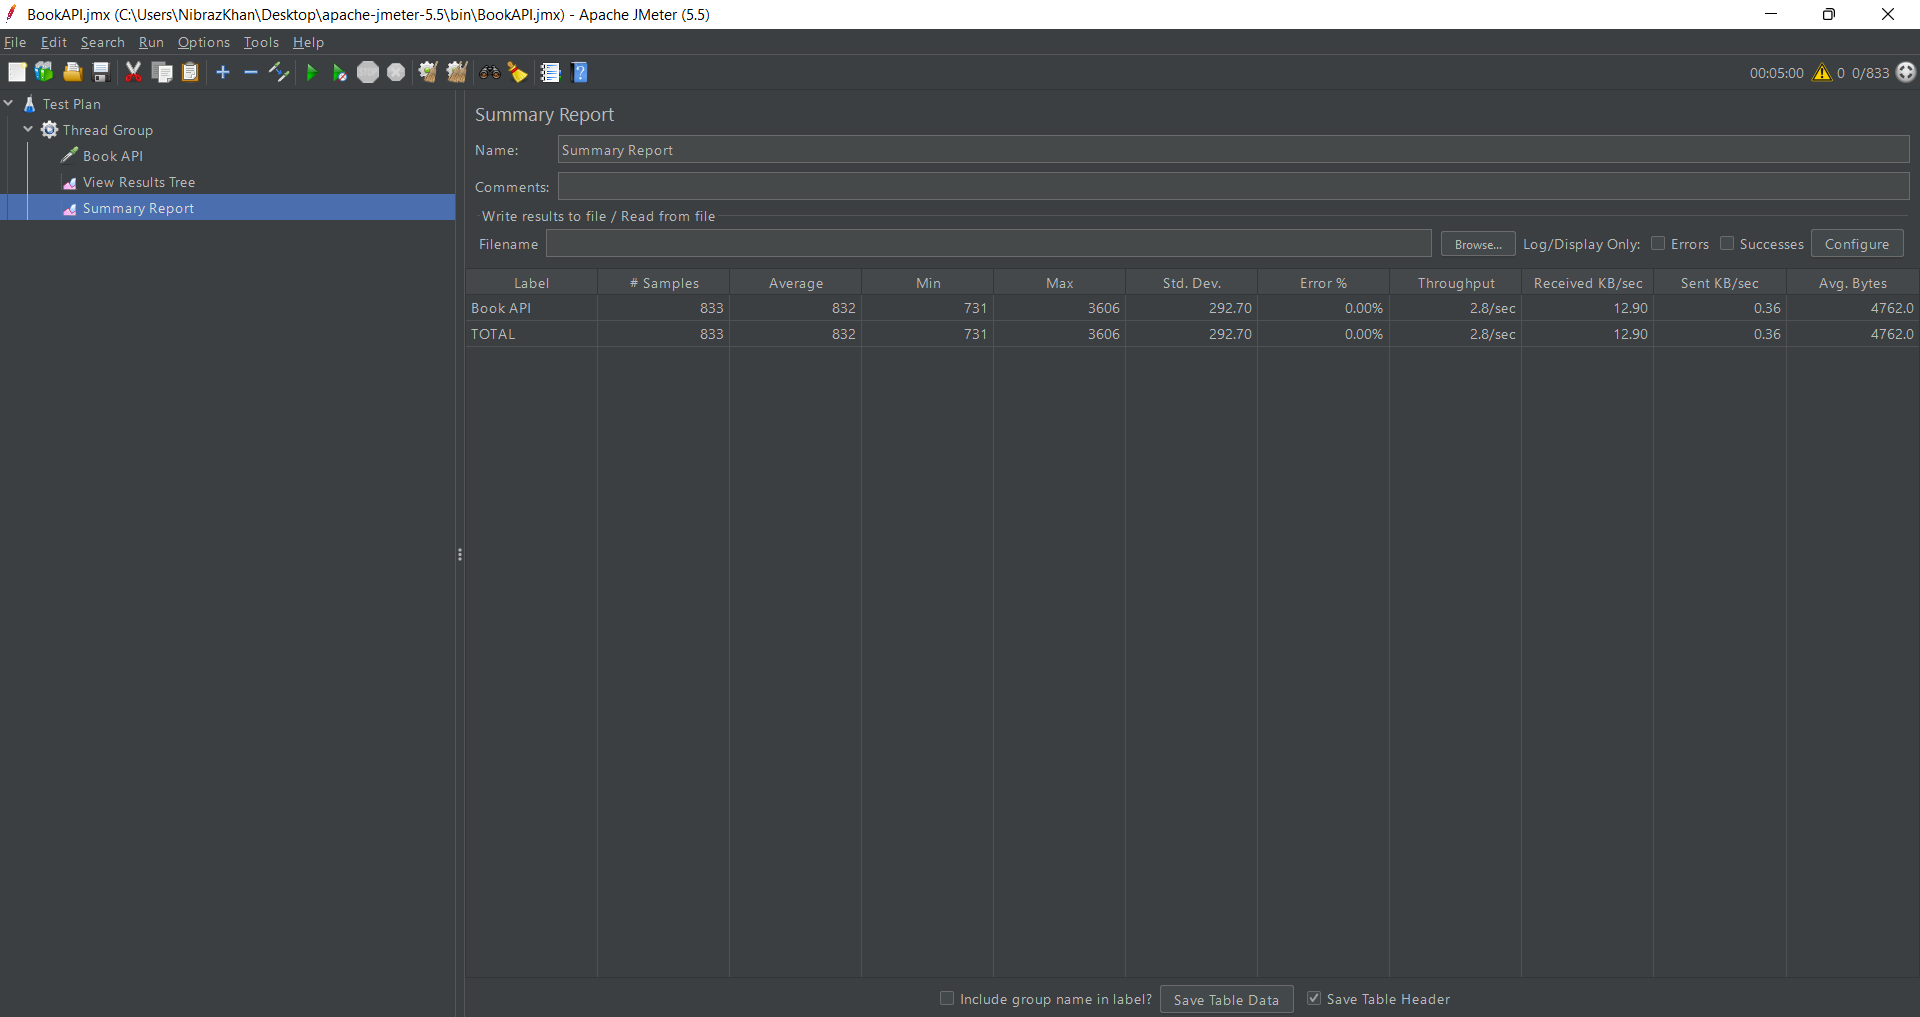 BookAPI.jmx (C:\Users\NibrazKhan\Desktop\apache-jmeter-5.5\bin\BookAPI.jmx) - Apache JMeter (5.5)
File Edit Search Run Options Tools Help
00:05:00 0 0/833
Test Plan
Thread Group
Book API
View Results Tree
Summary Report
Summary Report
Name: Summary Report
Comments:
Write results to file / Read from file
Filename Browse... Log/Display Only: Errors Successes Configure
Label # Samples Average Min Max Std. Dev. Error % Throughput Received KB/sec Sent KB/sec Avg. Bytes
Book API 833 832 731 3606 292.70 0.00% 2.8/sec 12.90 0.36 4762.0
TOTAL 833 832 731 3606 292.70 0.00% 2.8/sec 12.90 0.36 4762.0
Include group name in label? Save Table Data Save Table Header